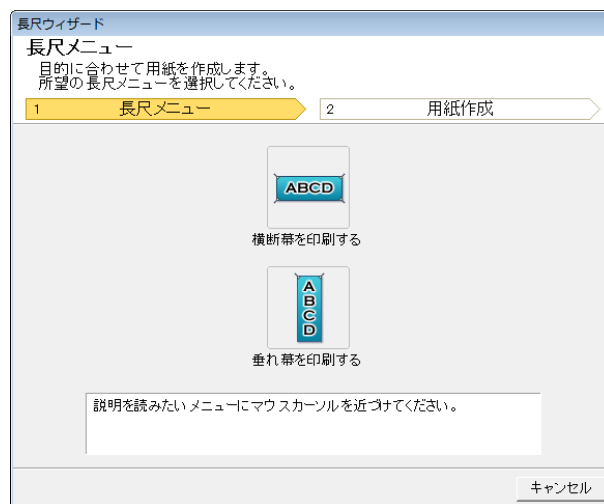 長尺ウィザード
長尺メニュー
目的に合わせて用紙を作成します。
所望の長尺メニューを選択してください。
1 長尺メニュー 2 用紙作成
ABCD
横断幕を印刷する
A
B
C
D
垂れ幕を印刷する
説明を読みたいメニューにマウスカーソルを近づけてください。
キャンセル